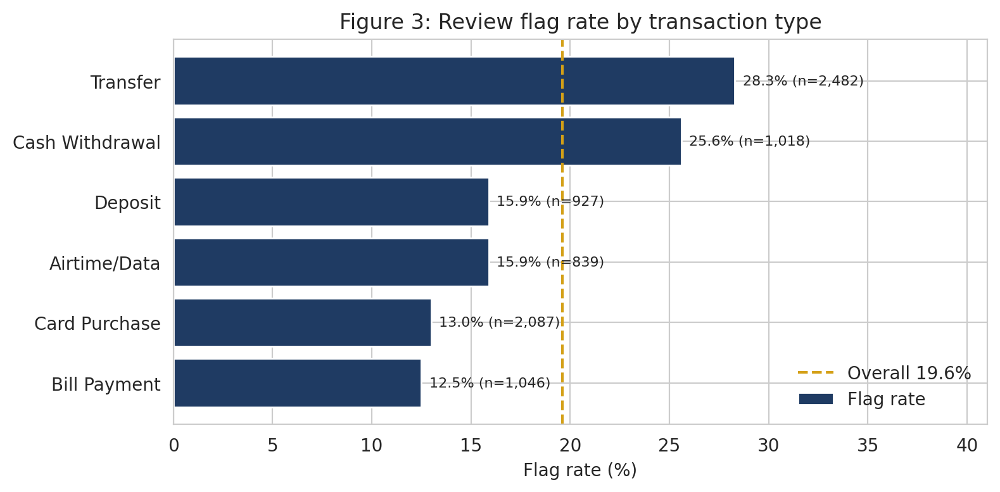 Figure 3: Review flag rate by transaction type
Transfer
28.3% (n=2,482)
Cash Withdrawal
25.6% (n=1,018)
Deposit
15.9% (n=927)
Airtime/Data
15.9% (n=839)
Card Purchase
13.0% (n=2,087)
Bill Payment
12.5% (n=1,046)
Overall 19.6%
Flag rate
0 5 10 15 20 25 30 35 40
Flag rate (%)